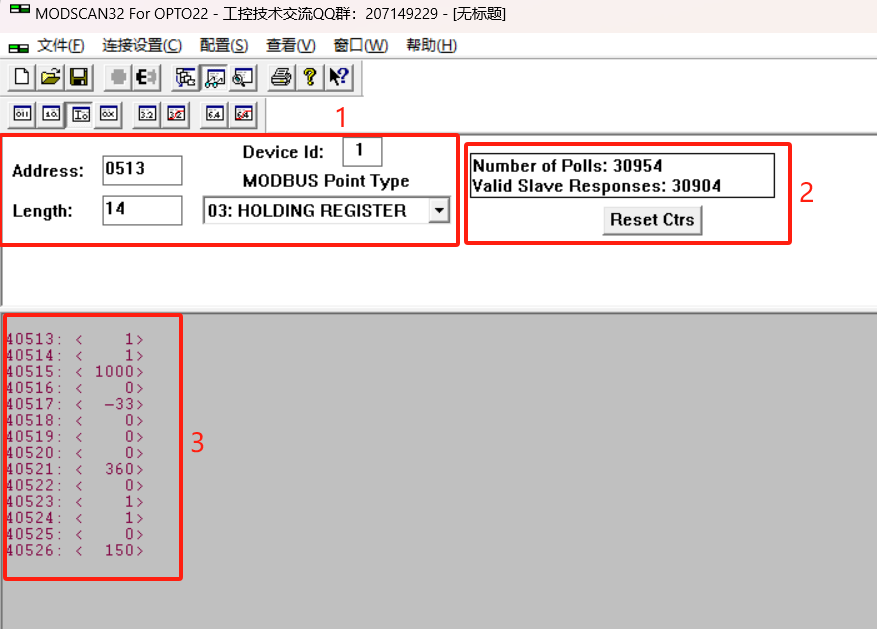 MODSCAN32 For OPTO22 - 工控技术交流QQ群：207149229 - [无标题]
文件(F) 连接设置(C) 配置(S) 查看(V) 窗口(W) 帮助(H)
1
Device Id: 1
Address: 0513
MODBUS Point Type
Length: 14
03: HOLDING REGISTER
Number of Polls: 30954
Valid Slave Responses: 30904
Reset Ctrs
2
40513: < 1>
40514: < 1>
40515: < 1000>
40516: < 0>
40517: < -33>
40518: < 0>
40519: < 0>
40520: < 0>
40521: < 360>
40522: < 0>
40523: < 1>
40524: < 1>
40525: < 0>
40526: < 150>
3